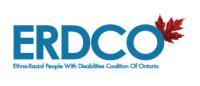 ERDCO
Ethno-Racial People With Disabilities Coalition Of Ontario